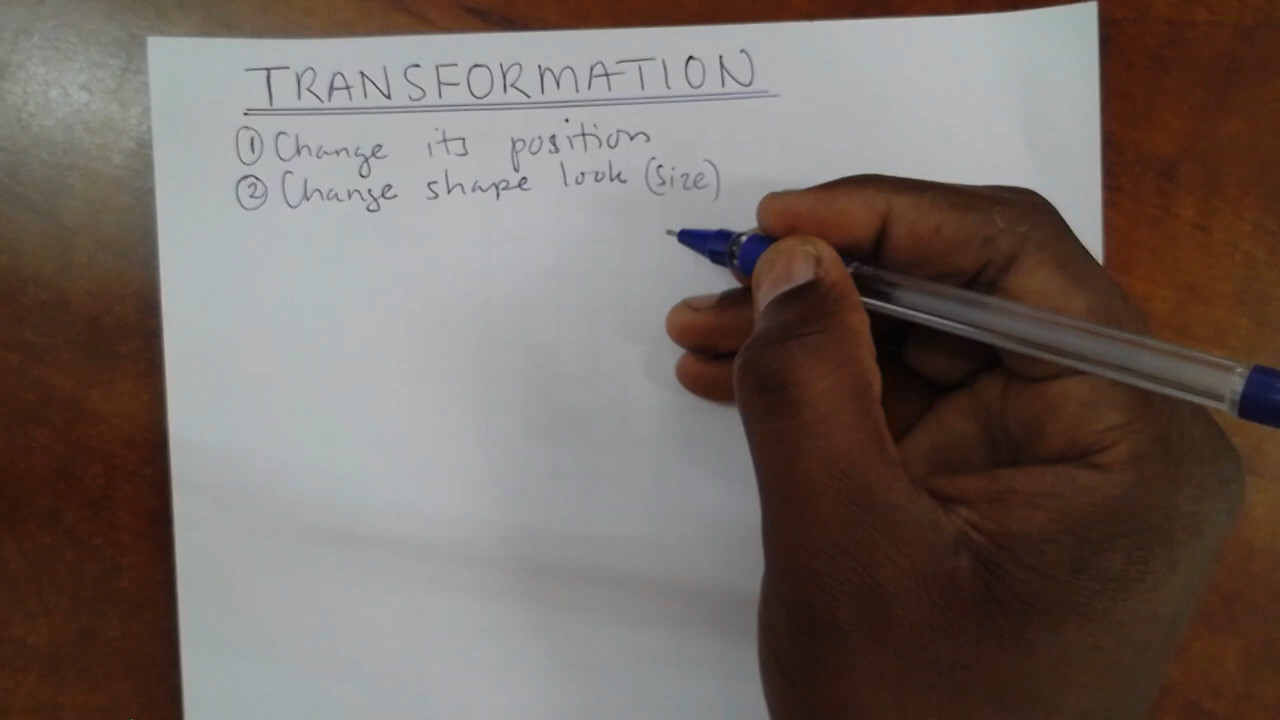 TRANSFORMATION
① Change its position
② Change shape look (size)